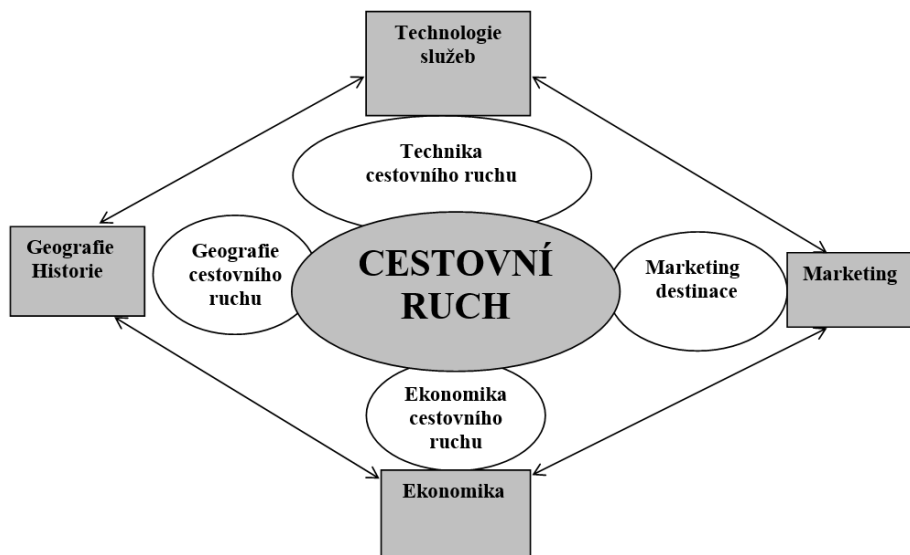 Technologie
služeb
Technika
cestovního ruchu
Geografie
Historie
Geografie
cestovního
ruchu
CESTOVNÍ
RUCH
Marketing
destinace
Marketing
Ekonomika
cestovního
ruchu
Ekonomika